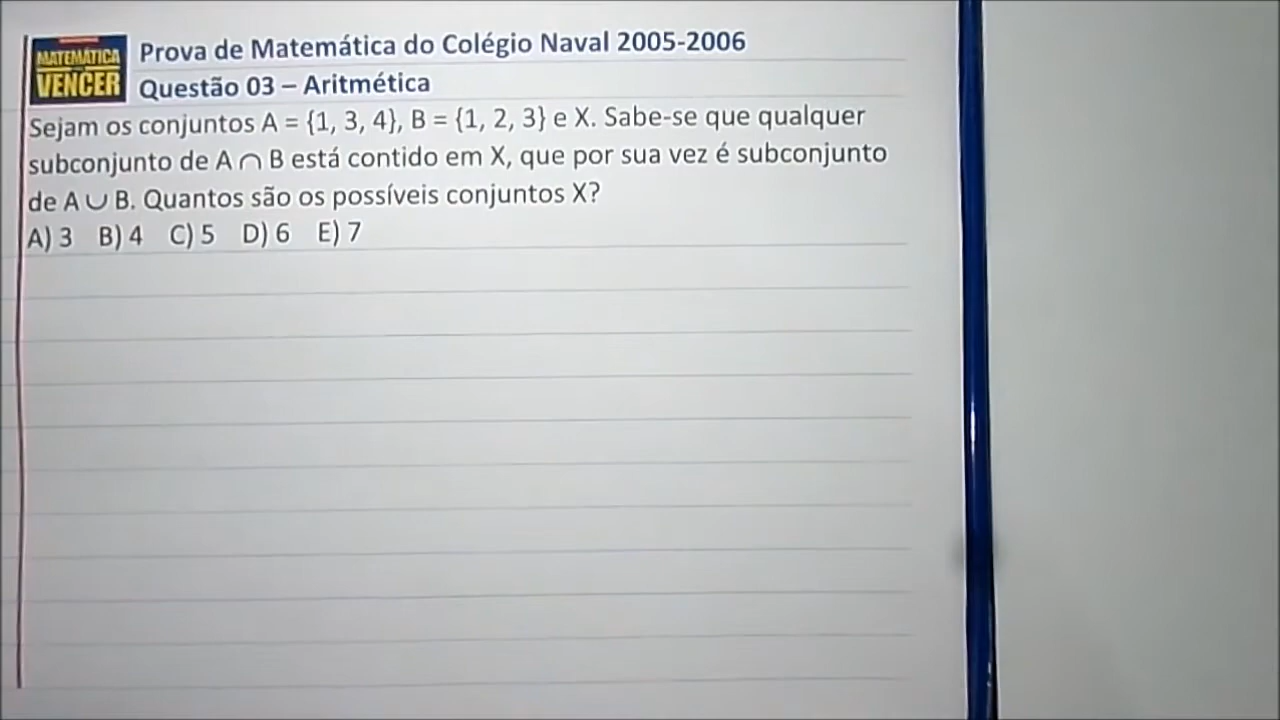 MATEMÁTICA
VENCER
Prova de Matemática do Colégio Naval 2005-2006
Questão 03 – Aritmética
Sejam os conjuntos A = {1, 3, 4}, B = {1, 2, 3} e X. Sabe-se que qualquer
subconjunto de A ∩ B está contido em X, que por sua vez é subconjunto
de A ∪ B. Quantos são os possíveis conjuntos X?
A) 3 B) 4 C) 5 D) 6 E) 7